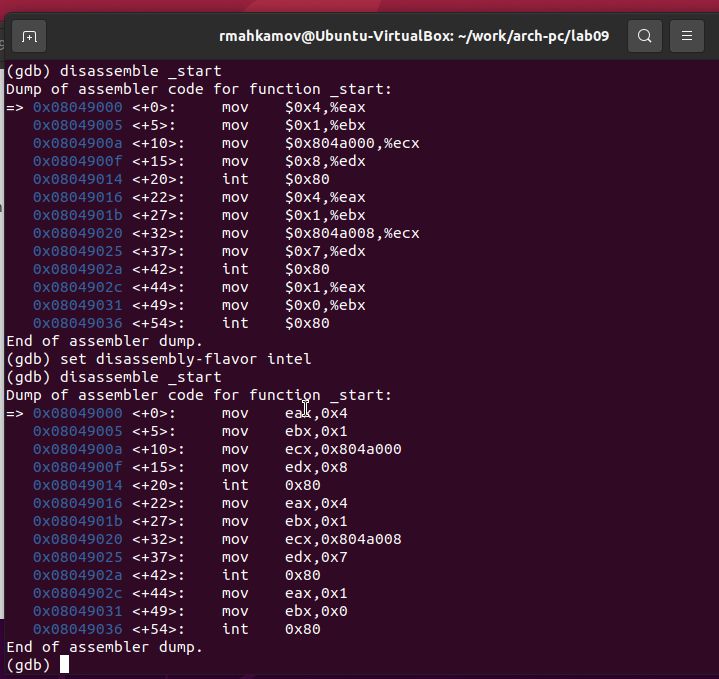 rmahkamov@Ubuntu-VirtualBox: ~/work/arch-pc/lab09
(gdb) disassemble _start
Dump of assembler code for function _start:
=> 0x08049000 <+0>:     mov    $0x4,%eax
   0x08049005 <+5>:     mov    $0x1,%ebx
   0x0804900a <+10>:    mov    $0x804a000,%ecx
   0x0804900f <+15>:    mov    $0x8,%edx
   0x08049014 <+20>:    int    $0x80
   0x08049016 <+22>:    mov    $0x4,%eax
   0x0804901b <+27>:    mov    $0x1,%ebx
   0x08049020 <+32>:    mov    $0x804a008,%ecx
   0x08049025 <+37>:    mov    $0x7,%edx
   0x0804902a <+42>:    int    $0x80
   0x0804902c <+44>:    mov    $0x1,%eax
   0x08049031 <+49>:    mov    $0x0,%ebx
   0x08049036 <+54>:    int    $0x80
End of assembler dump.
(gdb) set disassembly-flavor intel
(gdb) disassemble _start
Dump of assembler code for function _start:
=> 0x08049000 <+0>:     mov    eax,0x4
   0x08049005 <+5>:     mov    ebx,0x1
   0x0804900a <+10>:    mov    ecx,0x804a000
   0x0804900f <+15>:    mov    edx,0x8
   0x08049014 <+20>:    int    0x80
   0x08049016 <+22>:    mov    eax,0x4
   0x0804901b <+27>:    mov    ebx,0x1
   0x08049020 <+32>:    mov    ecx,0x804a008
   0x08049025 <+37>:    mov    edx,0x7
   0x0804902a <+42>:    int    0x80
   0x0804902c <+44>:    mov    eax,0x1
   0x08049031 <+49>:    mov    ebx,0x0
   0x08049036 <+54>:    int    0x80
End of assembler dump.
(gdb)